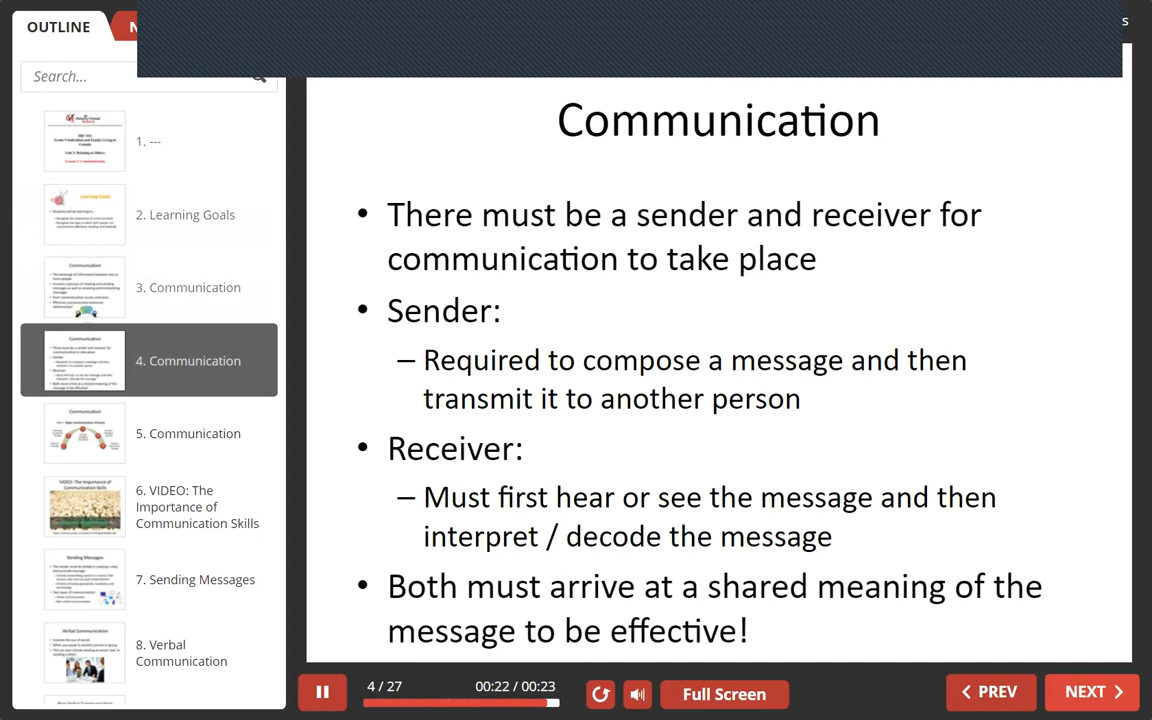 OUTLINE
N
s
Search...
1. ---
2. Learning Goals
3. Communication
4. Communication
5. Communication
6. VIDEO: The
Importance of
Communication Skills
7. Sending Messages
8. Verbal
Communication
Communication
• There must be a sender and receiver for
communication to take place
• Sender:
– Required to compose a message and then
transmit it to another person
• Receiver:
– Must first hear or see the message and then
interpret / decode the message
• Both must arrive at a shared meaning of the
message to be effective!
4 / 27
00:22 / 00:23
Full Screen
PREV
NEXT